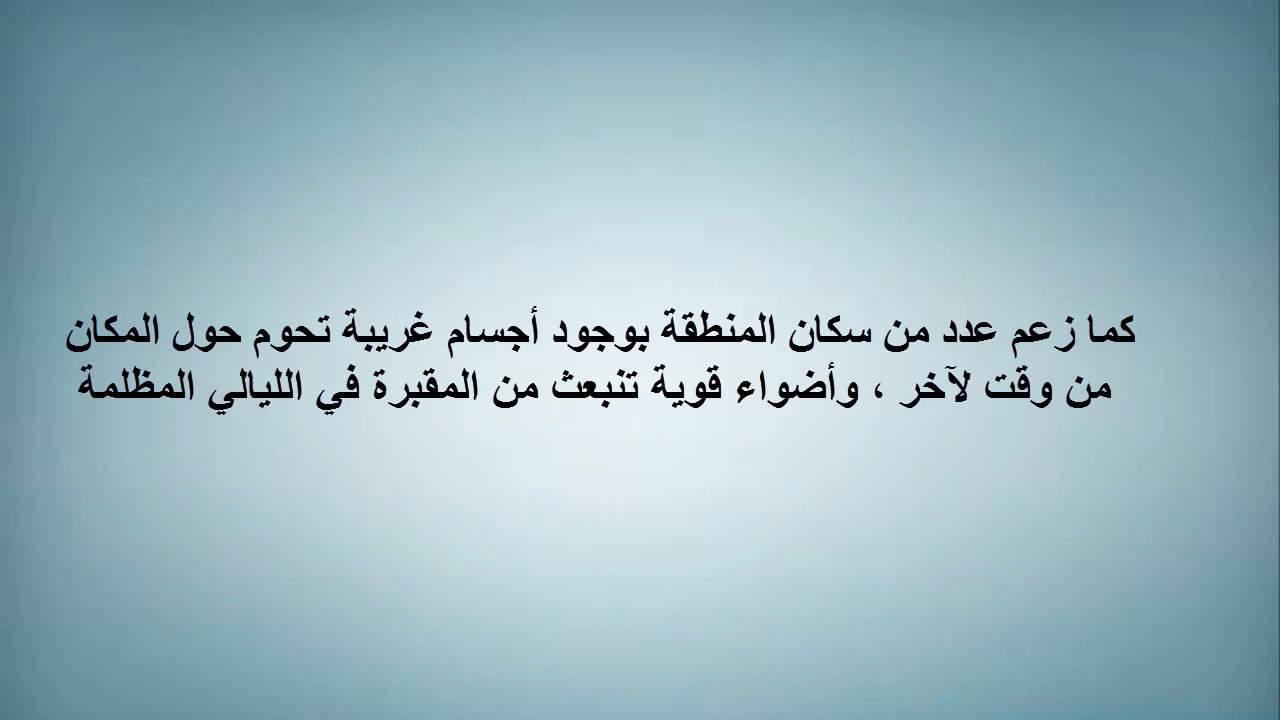 كما زعم عدد من سكان المنطقة بوجود أجسام غريبة تحوم حول المكان
من وقت لآخر ، وأضواء قوية تنبعث من المقبرة في الليالي المظلمة